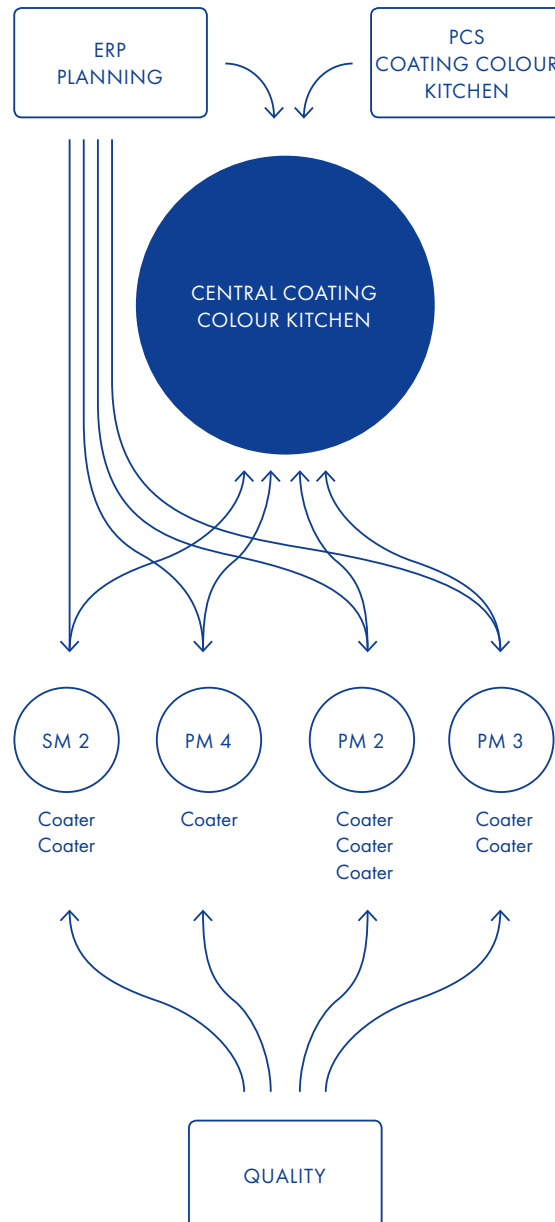 ERP
PLANNING
PCS
COATING COLOUR
KITCHEN
CENTRAL COATING
COLOUR KITCHEN
SM 2
PM 4
PM 2
PM 3
Coater
Coater
Coater
Coater
Coater
Coater
Coater
Coater
QUALITY